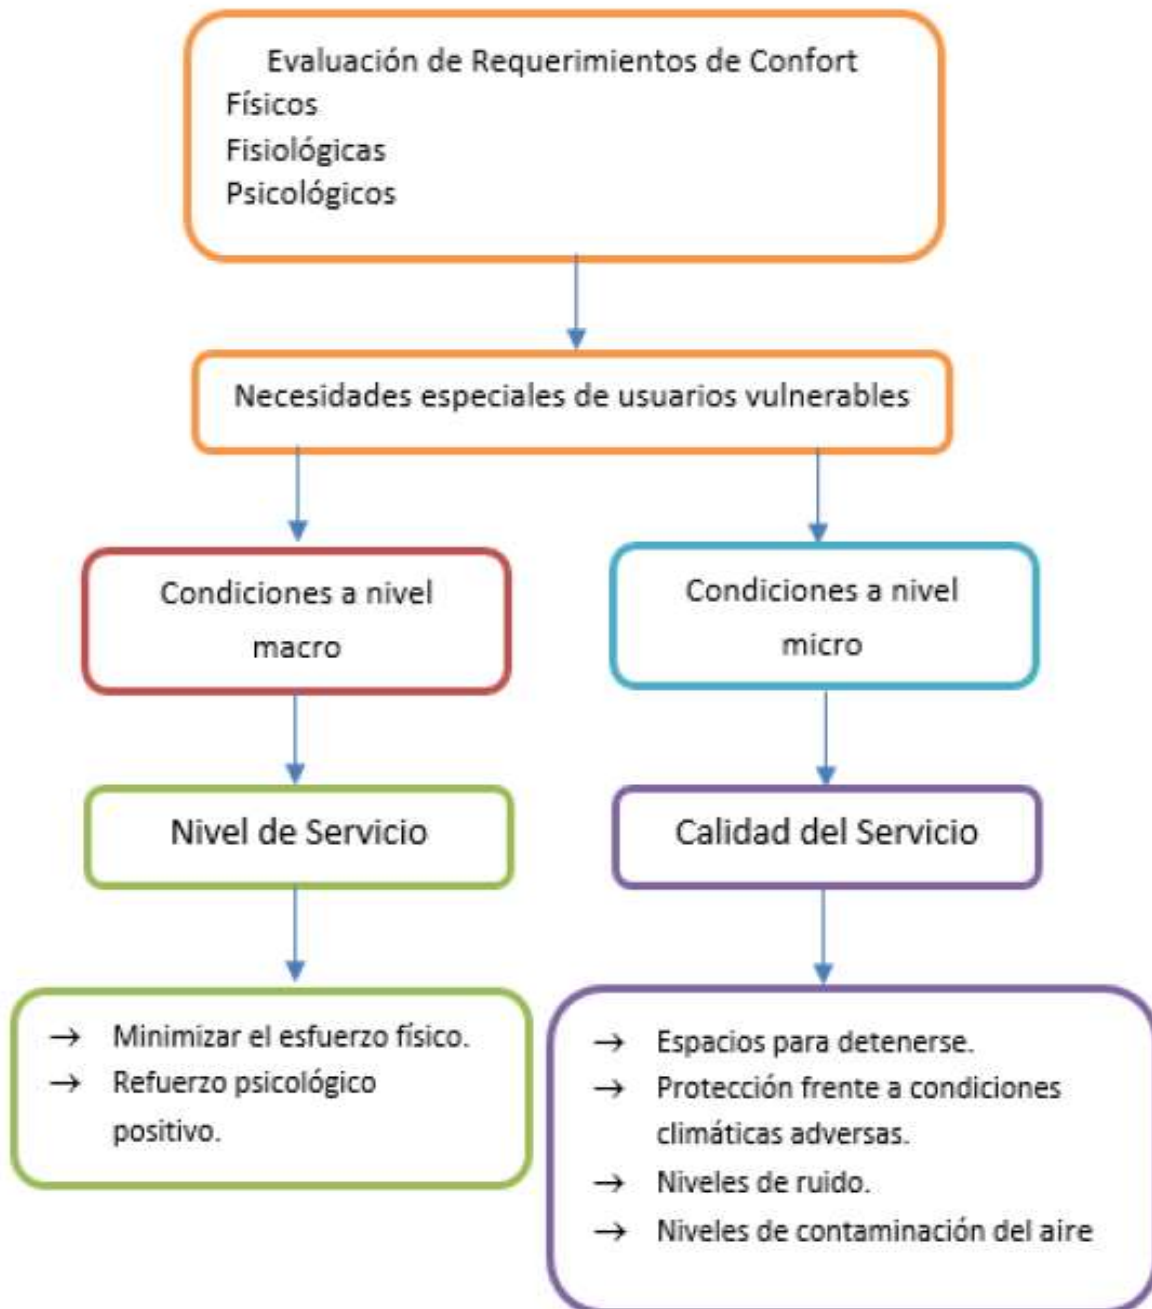 Evaluación de Requerimientos de Confort
Físicos
Fisiológicas
Psicológicos
Necesidades especiales de usuarios vulnerables
Condiciones a nivel
macro
Condiciones a nivel
micro
Nivel de Servicio
Calidad del Servicio
→ Minimizar el esfuerzo físico.
→ Refuerzo psicológico
positivo.
→ Espacios para detenerse.
→ Protección frente a condiciones
climáticas adversas.
→ Niveles de ruido.
→ Niveles de contaminación del aire